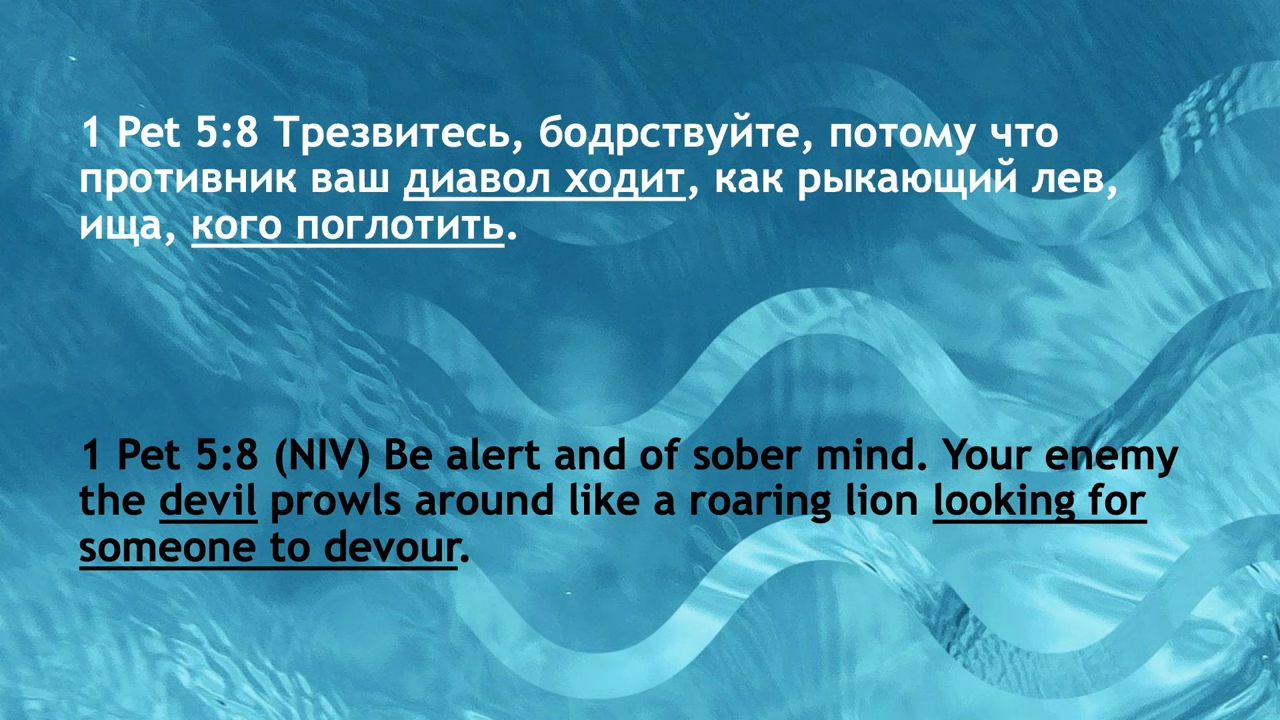 1 Pet 5:8 Трезвитесь, бодрствуйте, потому что
противник ваш диавол ходит, как рыкающий лев,
ища, кого поглотить.
1 Pet 5:8 (NIV) Be alert and of sober mind. Your enemy
the devil prowls around like a roaring lion looking for
someone to devour.